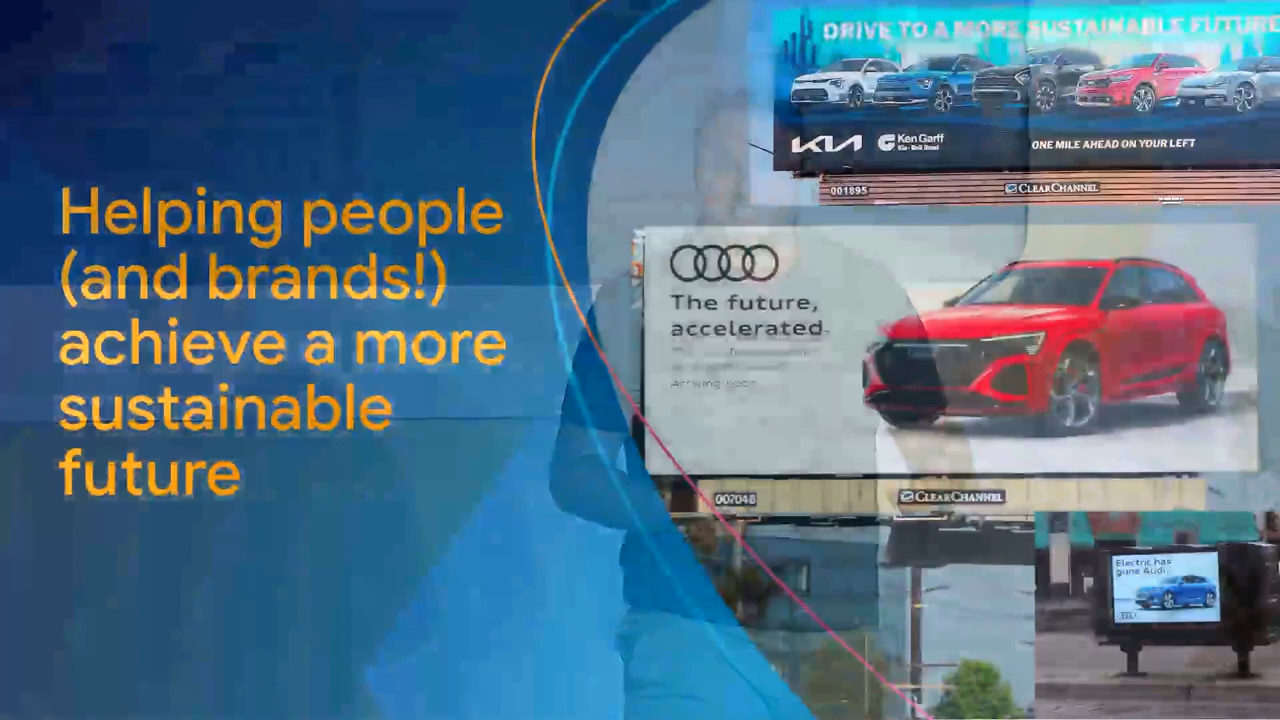 Helping people
(and brands!)
achieve a more
sustainable
future
DRIVE TO A MORE SUSTAINABLE FUTURE
KIA
Ken Garff
ONE MILE AHEAD ON YOUR LEFT
001895
CLEAR CHANNEL
The future,
accelerated.
Arriving soon
007048
CLEAR CHANNEL
Electric has
gone Audi.